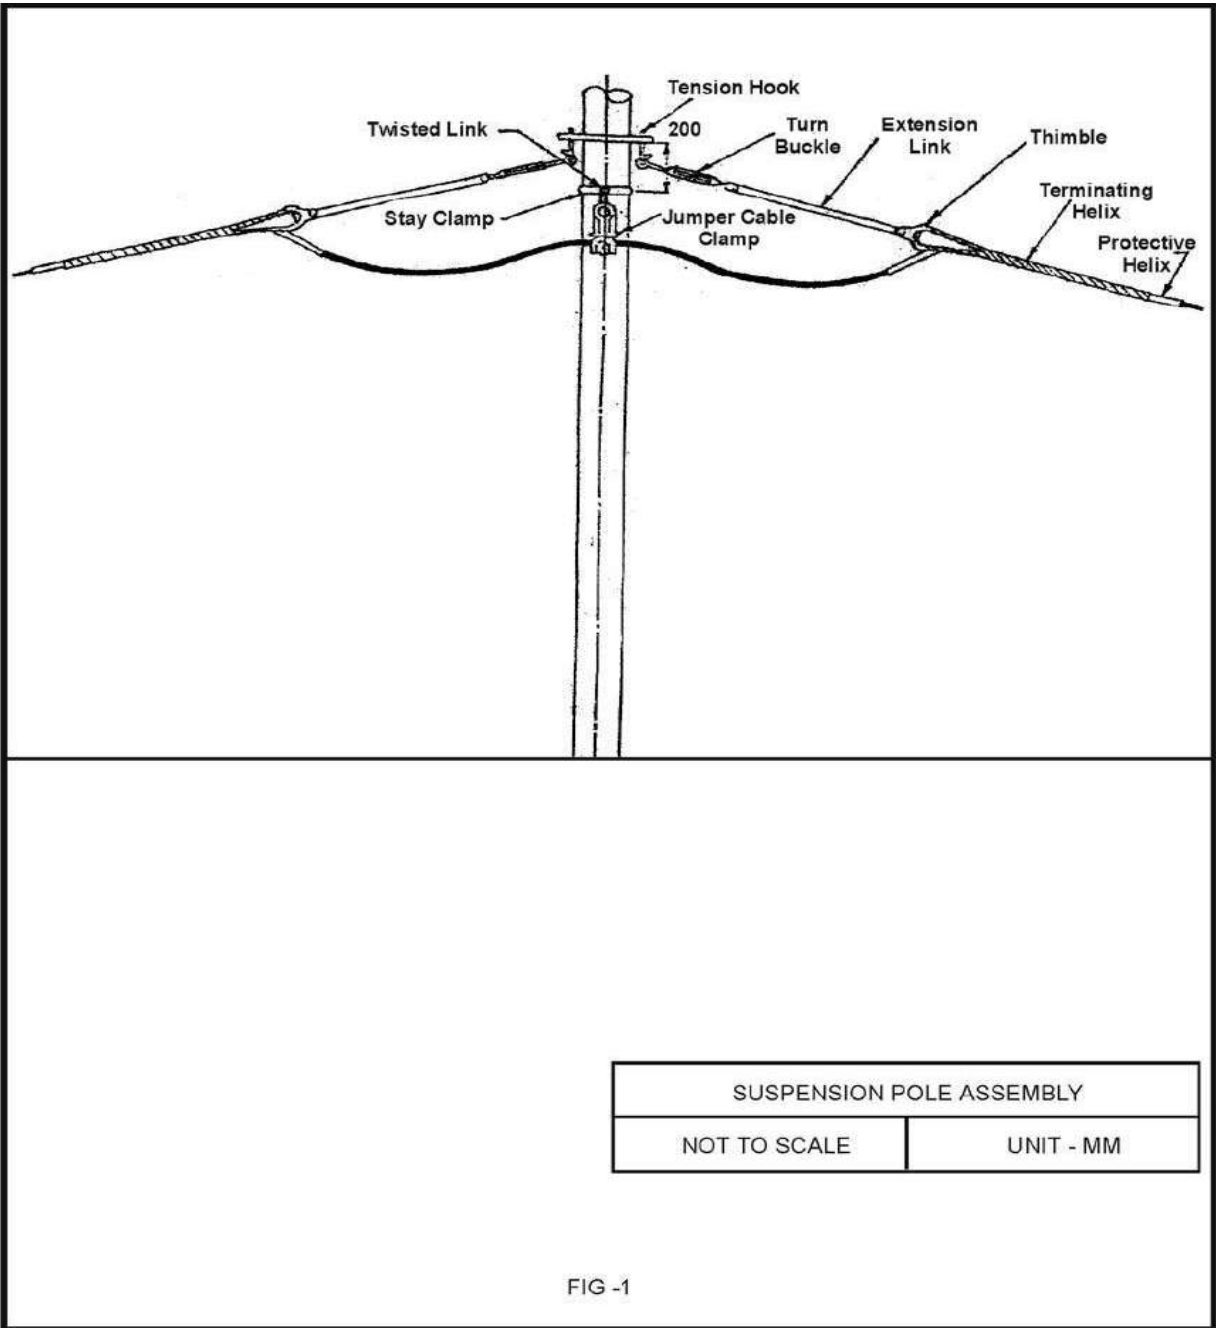 Tension Hook
Twisted Link
200
Turn
Buckle
Extension
Link
Thimble
Stay Clamp
Jumper Cable
Clamp
Terminating
Helix
Protective
Helix
SUSPENSION POLE ASSEMBLY
NOT TO SCALE
UNIT - MM
FIG -1